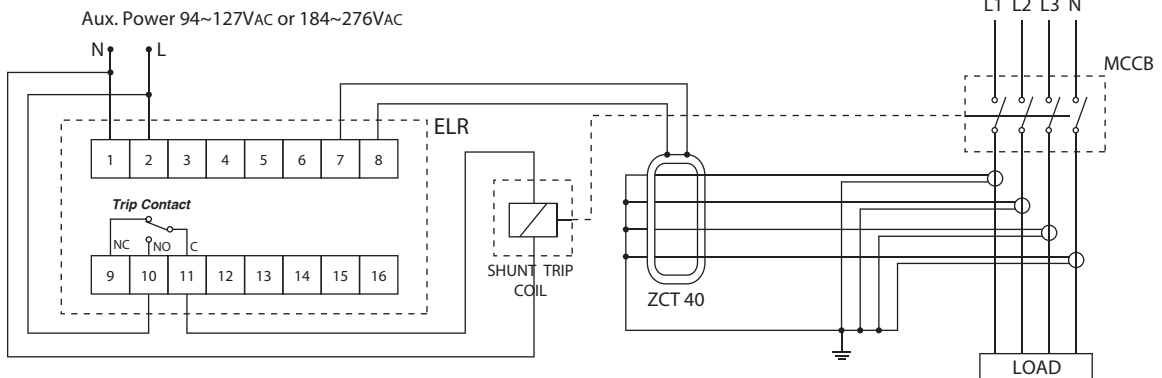 Aux. Power 94~127VAC or 184~276VAC
L1 L2 L3 N
N L
MCCB
ELR
1 2 3 4 5 6 7 8
Trip Contact
NC NO C
9 10 11 12 13 14 15 16
SHUNT TRIP
COIL
ZCT 40
LOAD